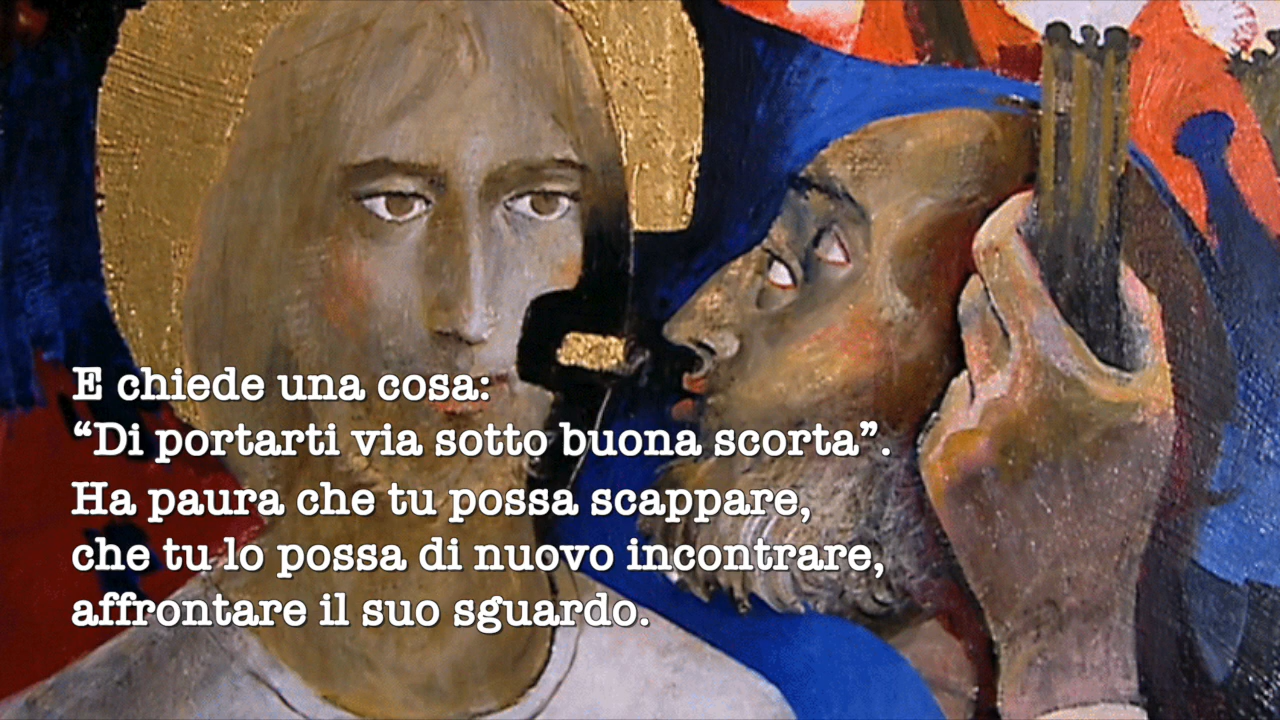 E chiede una cosa:
“Di portarti via sotto buona scorta”.
Ha paura che tu possa scappare,
che tu lo possa di nuovo incontrare,
affrontare il suo sguardo.